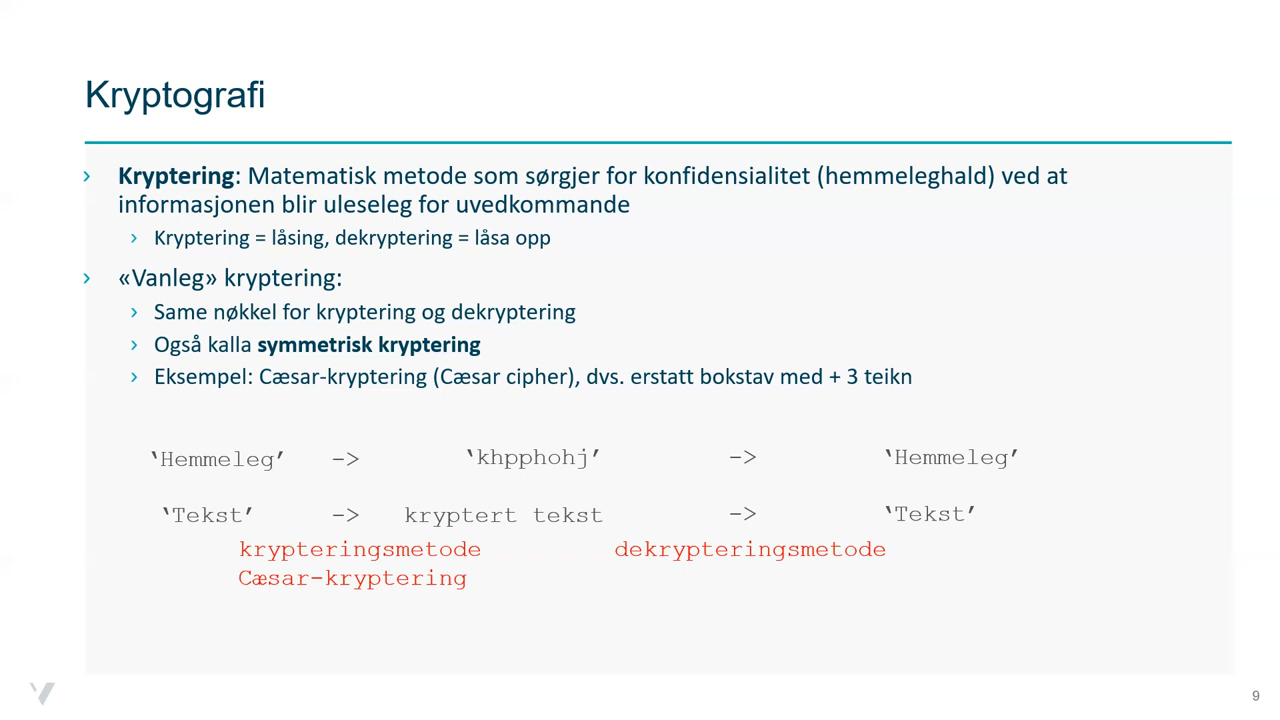 Kryptografi
› Kryptering: Matematisk metode som sørgjer for konfidensialitet (hemmeleghald) ved at
informasjonen blir uleseleg for uvedkommande
› Kryptering = låsing, dekryptering = låsa opp
› «Vanleg» kryptering:
› Same nøkkel for kryptering og dekryptering
› Også kalla symmetrisk kryptering
› Eksempel: Cæsar-kryptering (Cæsar cipher), dvs. erstatt bokstav med + 3 teikn
‘Hemmeleg’ -> ‘khpphohj’ -> ‘Hemmeleg’
‘Tekst’ -> kryptert tekst -> ‘Tekst’
krypteringsmetode dekrypteringsmetode
Cæsar-kryptering
9